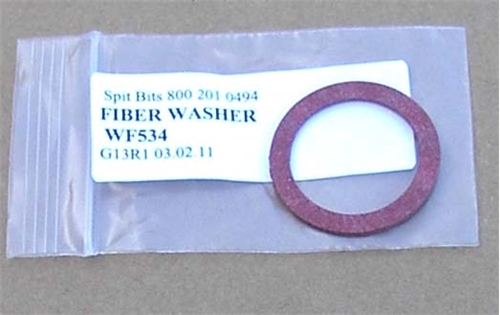 Spit Bits 800 201 0494
FIBER WASHER
WF534
G13R1 03.02.11